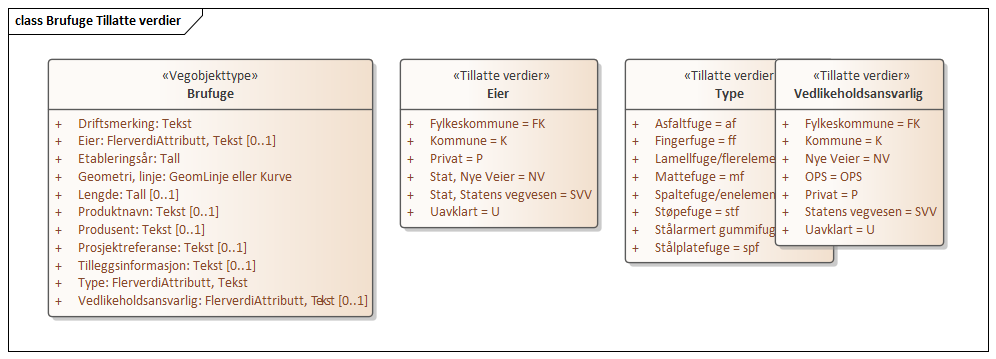 class Brufuge Tillatte verdier
«Vegobjekttype»
Brufuge
+ Driftsmerking: Tekst
+ Eier: FlerverdiAttributt, Tekst [0..1]
+ Etableringsår: Tall
+ Geometri, linje: GeomLinje eller Kurve
+ Lengde: Tall [0..1]
+ Produktnavn: Tekst [0..1]
+ Produsent: Tekst [0..1]
+ Prosjektreferanse: Tekst [0..1]
+ Tilleggsinformasjon: Tekst [0..1]
+ Type: FlerverdiAttributt, Tekst
+ Vedlikeholdsansvarlig: FlerverdiAttributt, Tekst [0..1]
«Tillatte verdier»
Eier
+ Fylkeskommune = FK
+ Kommune = K
+ Privat = P
+ Stat, Nye Veier = NV
+ Stat, Statens vegvesen = SVV
+ Uavklart = U
«Tillatte verdier
Type
+ Asfaltfuge = af
+ Fingerfuge = ff
+ Lamellfuge/flerelem
+ Mattefuge = mf
+ Spaltefuge/enelemen
+ Støpefuge = stf
+ Stålarmert gummifug
+ Stålplatefuge = spf
«Tillatte verdier»
Vedlikeholdsansvarlig
+ Fylkeskommune = FK
+ Kommune = K
+ Nye Veier = NV
+ OPS = OPS
+ Privat = P
+ Statens vegvesen = SVV
+ Uavklart = U